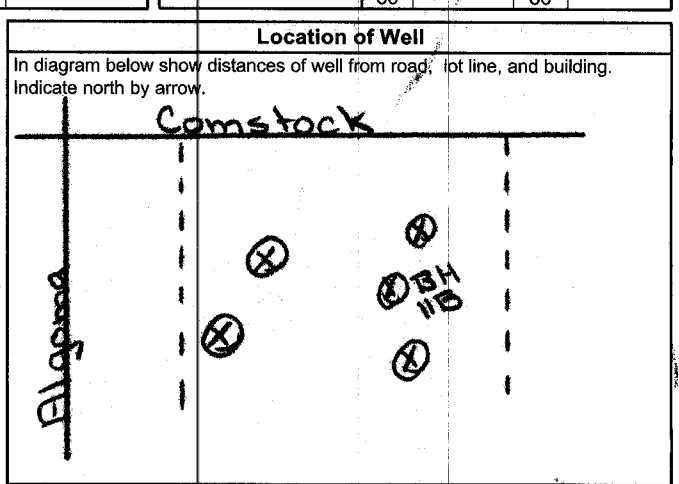 Location of Well
In diagram below show distances of well from road, lot line, and building.
Indicate north by arrow.
Comstock
Algoma
BH
11B